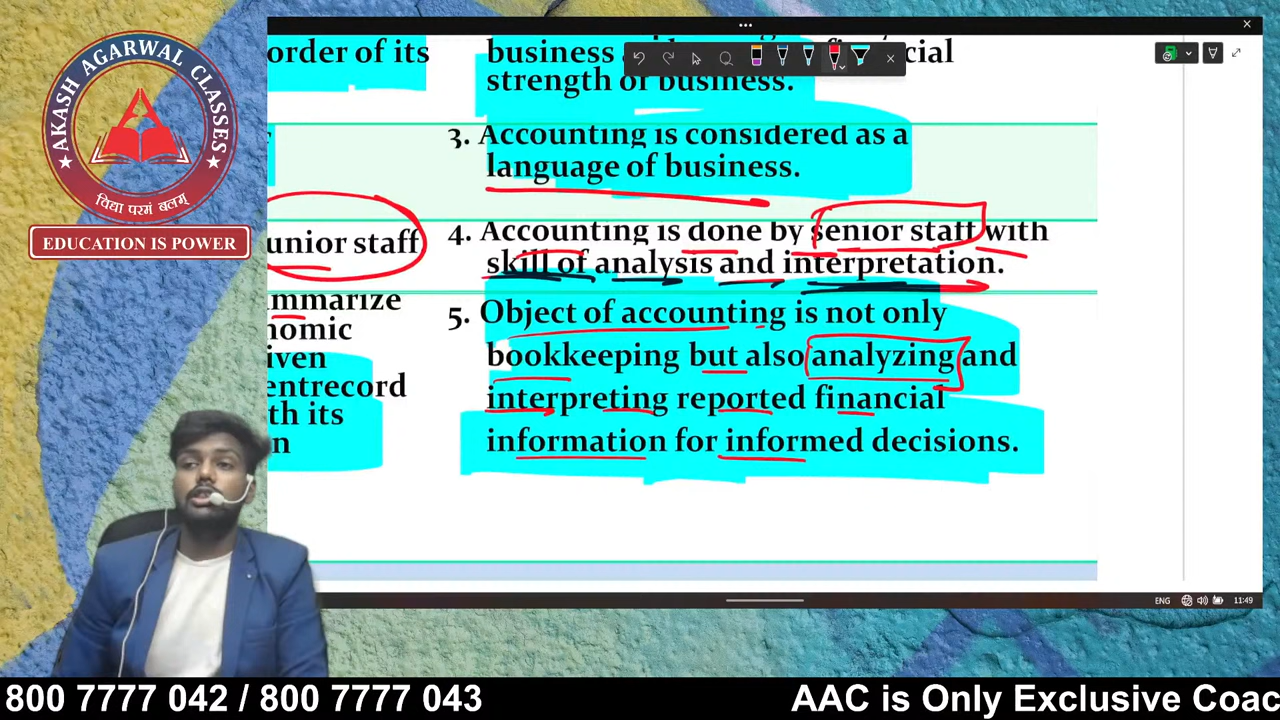 AKASH AGARWAL CLASSES
विद्या परमं बलम्
EDUCATION IS POWER
order of its
unior staff
mmarize
nomic
iven
entrecord
th its
n
business
cial
strength of business.
3. Accounting is considered as a
language of business.
4. Accounting is done by senior staff with
skill of analysis and interpretation.
5. Object of accounting is not only
bookkeeping but also analyzing and
interpreting reported financial
information for informed decisions.
ENG
11:49
800 7777 042 / 800 7777 043
AAC is Only Exclusive Coac